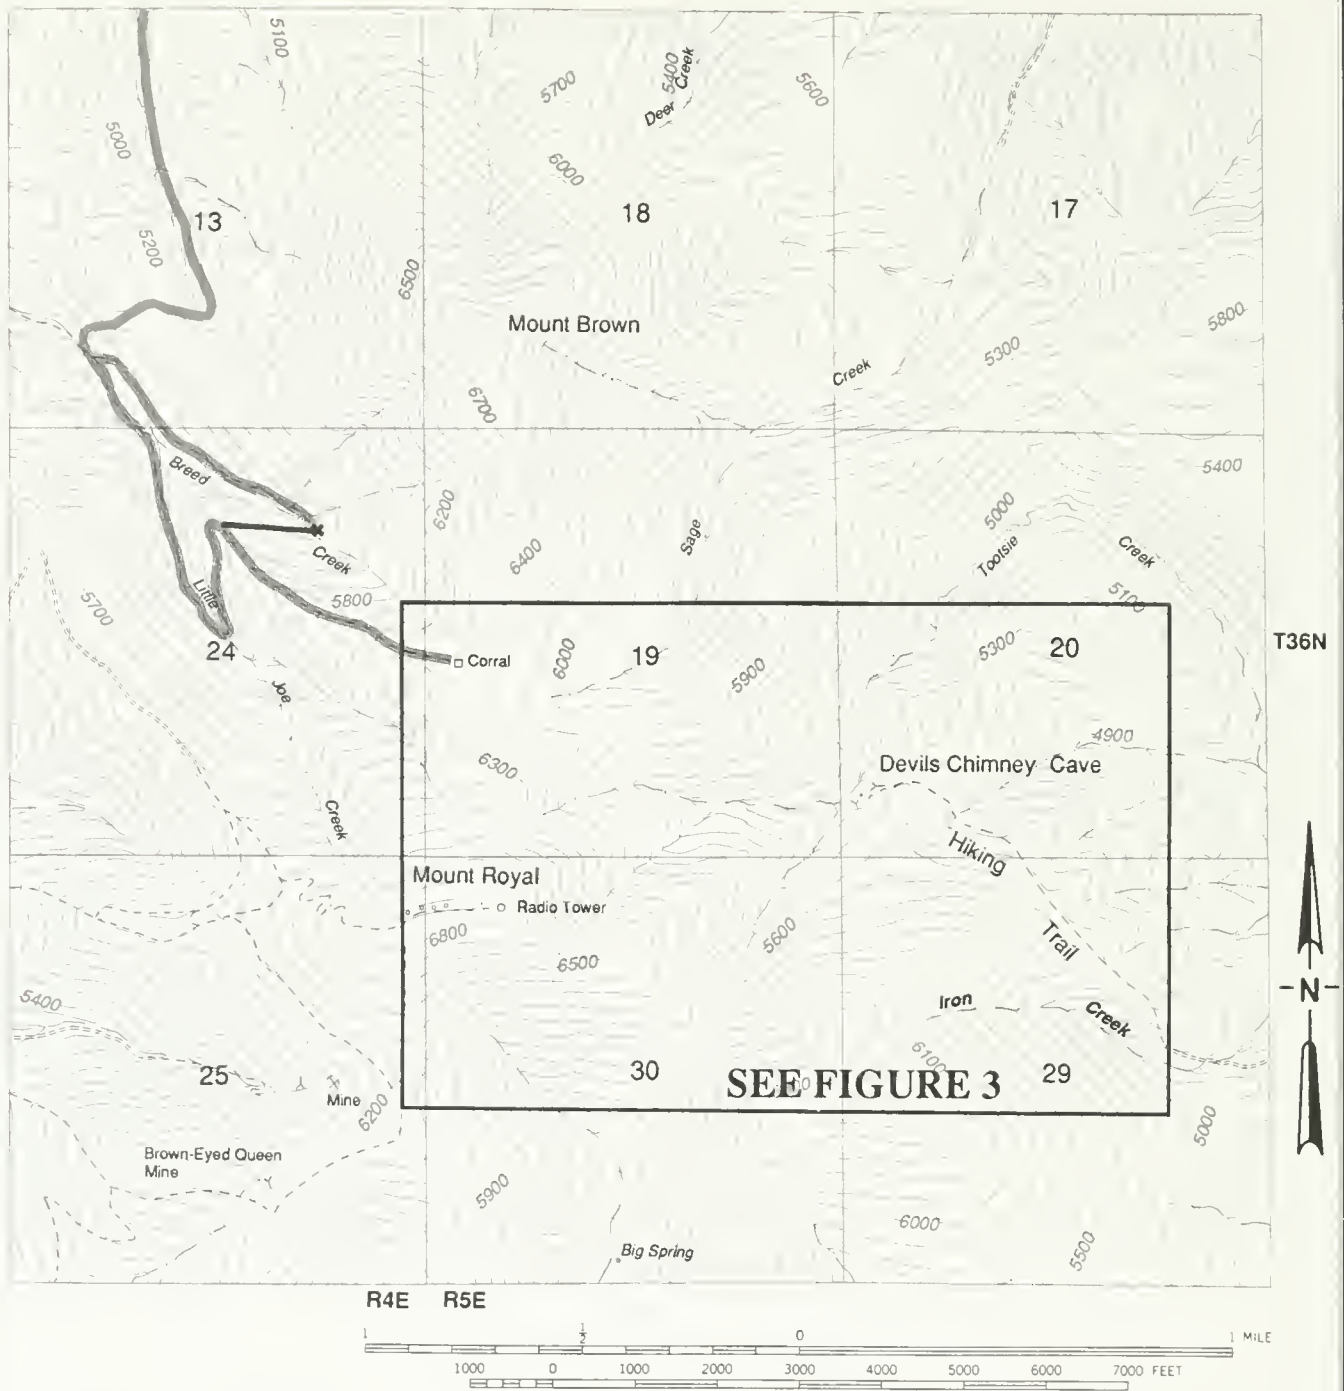 5100
5400
Deer Creek
5700
5600
5000
6000
13
18
17
5200
6500
5800
Mount Brown
5300
Creek
6700
Breed
5400
6200
5000
Sage
6400
Tootsie
Creek
Creek
5700
Little
5800
5100
24
Corral
6000
19
5900
5300
20
T36N
Joe
4900
6300
Devils Chimney Cave
Creek
Hiking
Mount Royal
Radio Tower
6800
5600
Trail
6500
5400
Iron
Creek
N
6100
25
30
SEE FIGURE 3
29
Mine
6200
5000
Brown-Eyed Queen
Mine
5900
6000
5500
Big Spring
R4E R5E
1 1/2 0 1 MILE
1000 0 1000 2000 3000 4000 5000 6000 7000 FEET